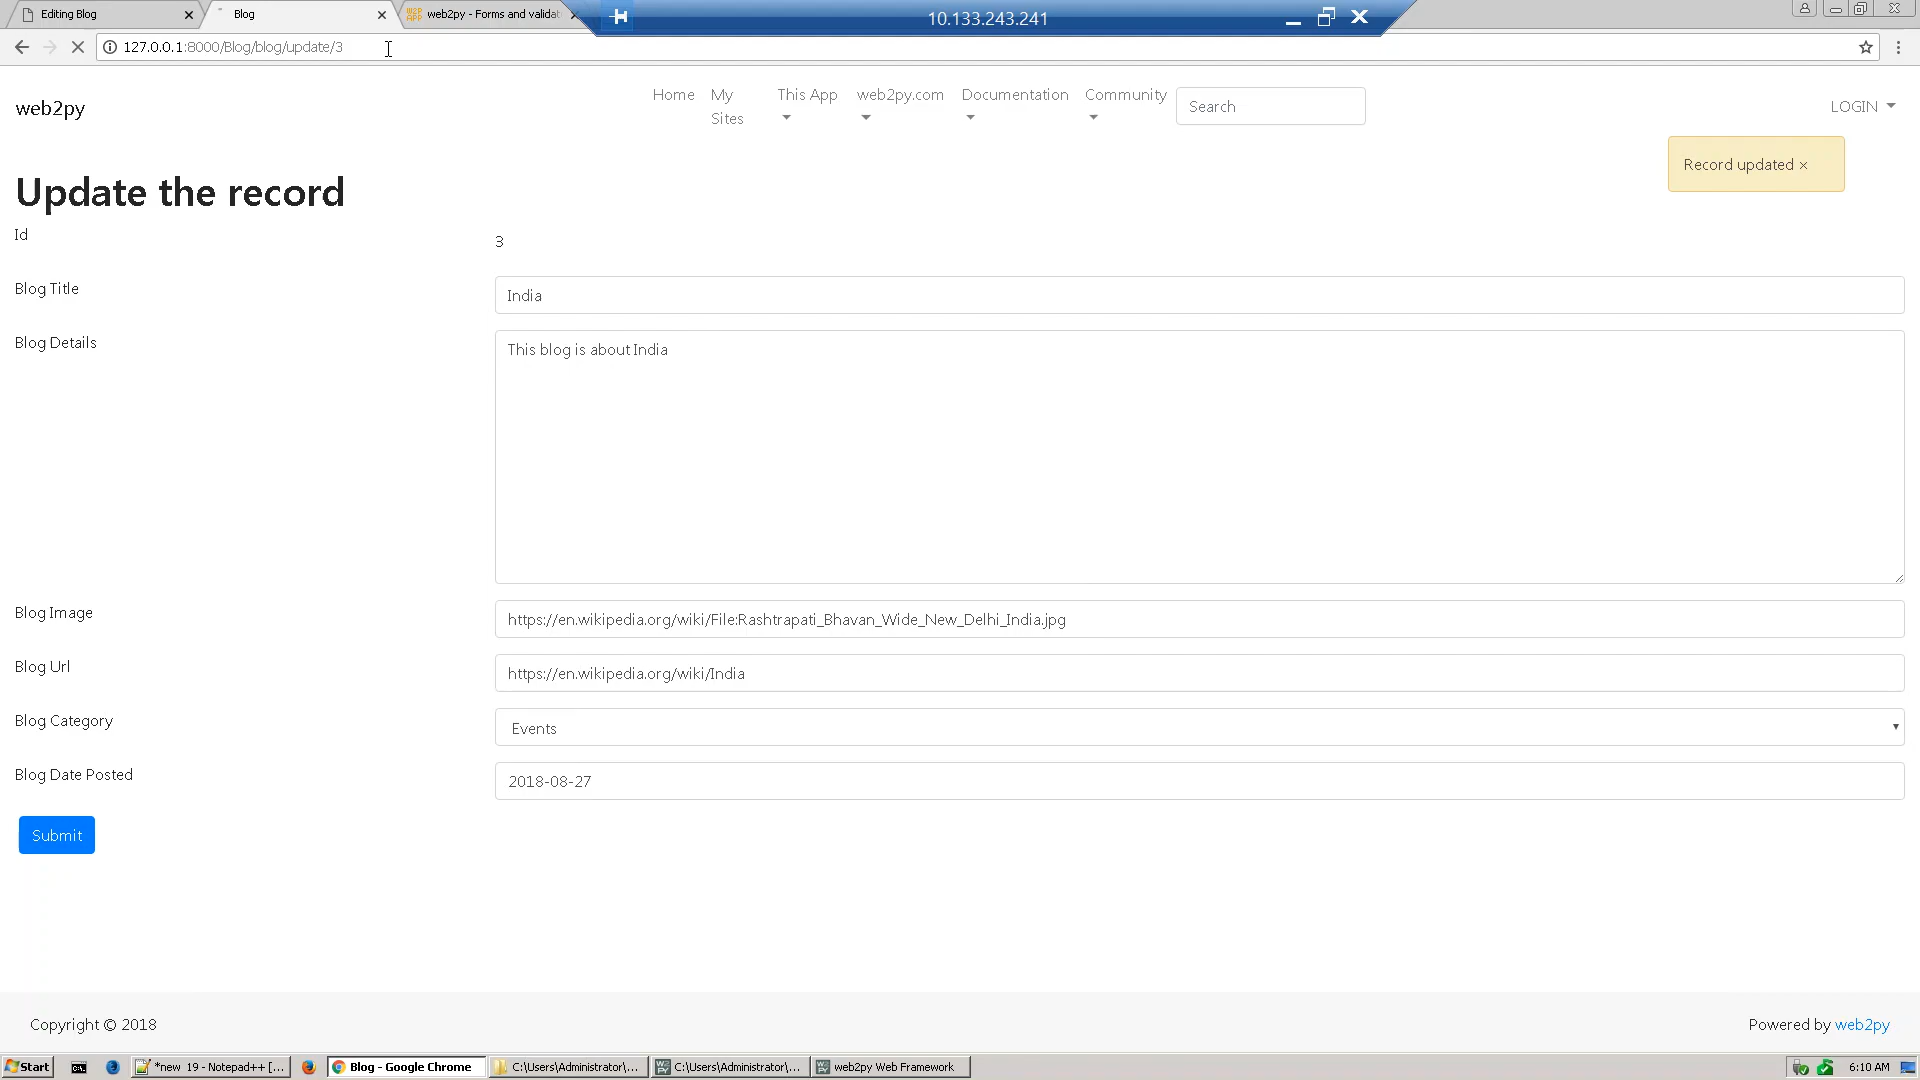 Editing Blog
Blog
web2py - Forms and validat
10.133.243.241
127.0.0.1:8000/Blog/blog/update/3
web2py
Home
My Sites
This App
web2py.com
Documentation
Community
Search
LOGIN
Record updated ×
Update the record
Id
3
Blog Title
India
Blog Details
This blog is about India
Blog Image
https://en.wikipedia.org/wiki/File:Rashtrapati_Bhavan_Wide_New_Delhi_India.jpg
Blog Url
https://en.wikipedia.org/wiki/India
Blog Category
Events
Blog Date Posted
2018-08-27
Submit
Copyright © 2018
Powered by web2py
Start
*new 19 - Notepad++ [...
Blog - Google Chrome
C:\Users\Administrator\...
C:\Users\Administrator\...
web2py Web Framework
6:10 AM